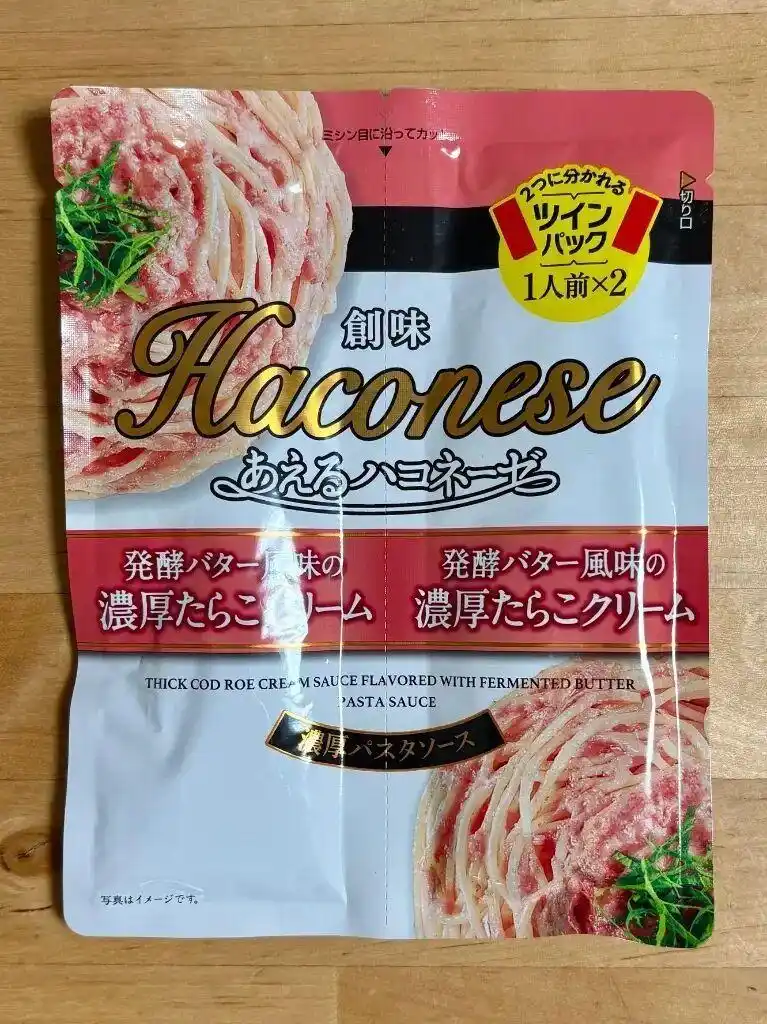 ミシン目に沿ってカッ
2つに分かれる
ツイン
パック
1人前×2
切り口
創味
Haconese
あえるハコネーゼ
発酵バター風味の
濃厚たらこクリーム
発酵バター風味の
濃厚たらこクリーム
THICK COD ROE CREAM SAUCE FLAVORED WITH FERMENTED BUTTER
PASTA SAUCE
濃厚パスタソース
写真はイメージです。